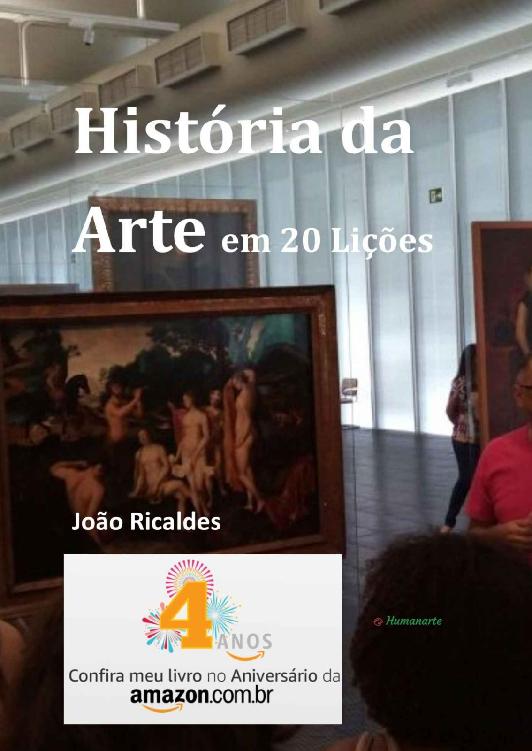 História da
Arte em 20 Lições
João Ricaldes
4 ANOS
Humanarte
Confira meu livro no Aniversário da
amazon.com.br